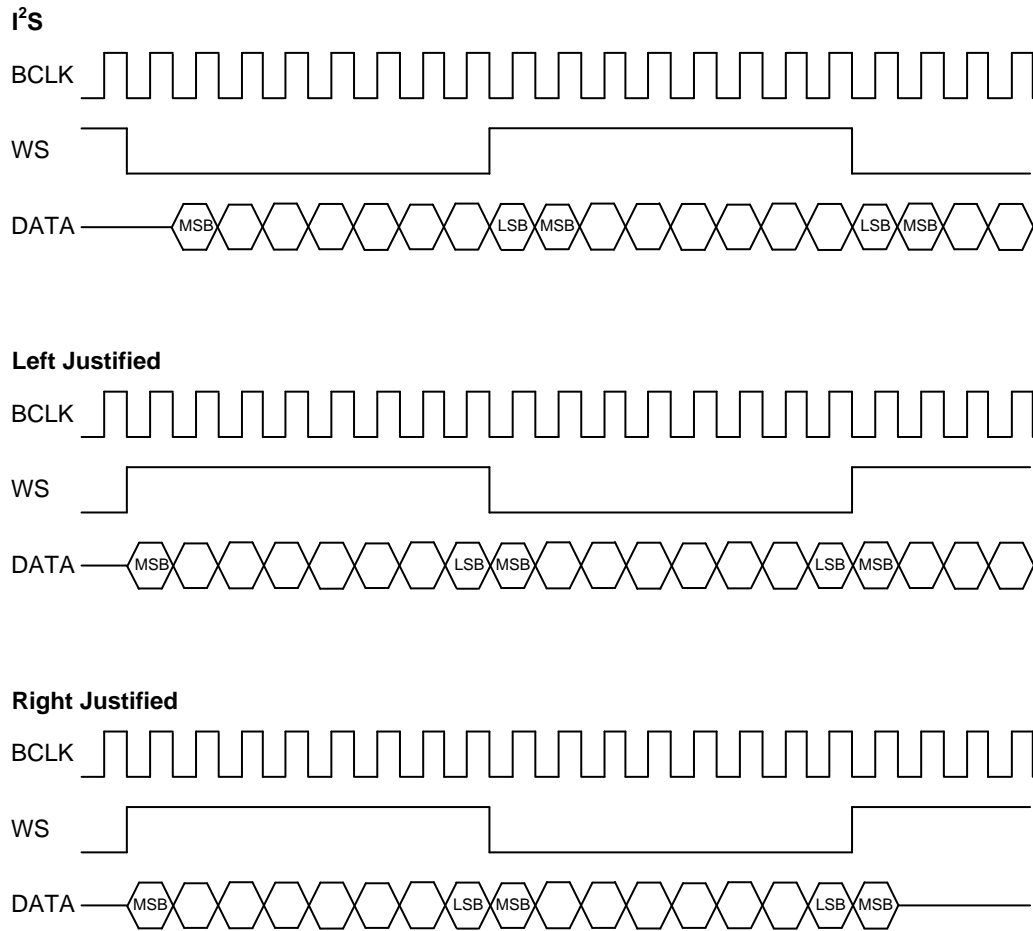 I²S
BCLK
WS
DATA MSB LSB MSB LSB MSB
Left Justified
BCLK
WS
DATA MSB LSB MSB LSB MSB
Right Justified
BCLK
WS
DATA MSB LSB MSB LSB MSB